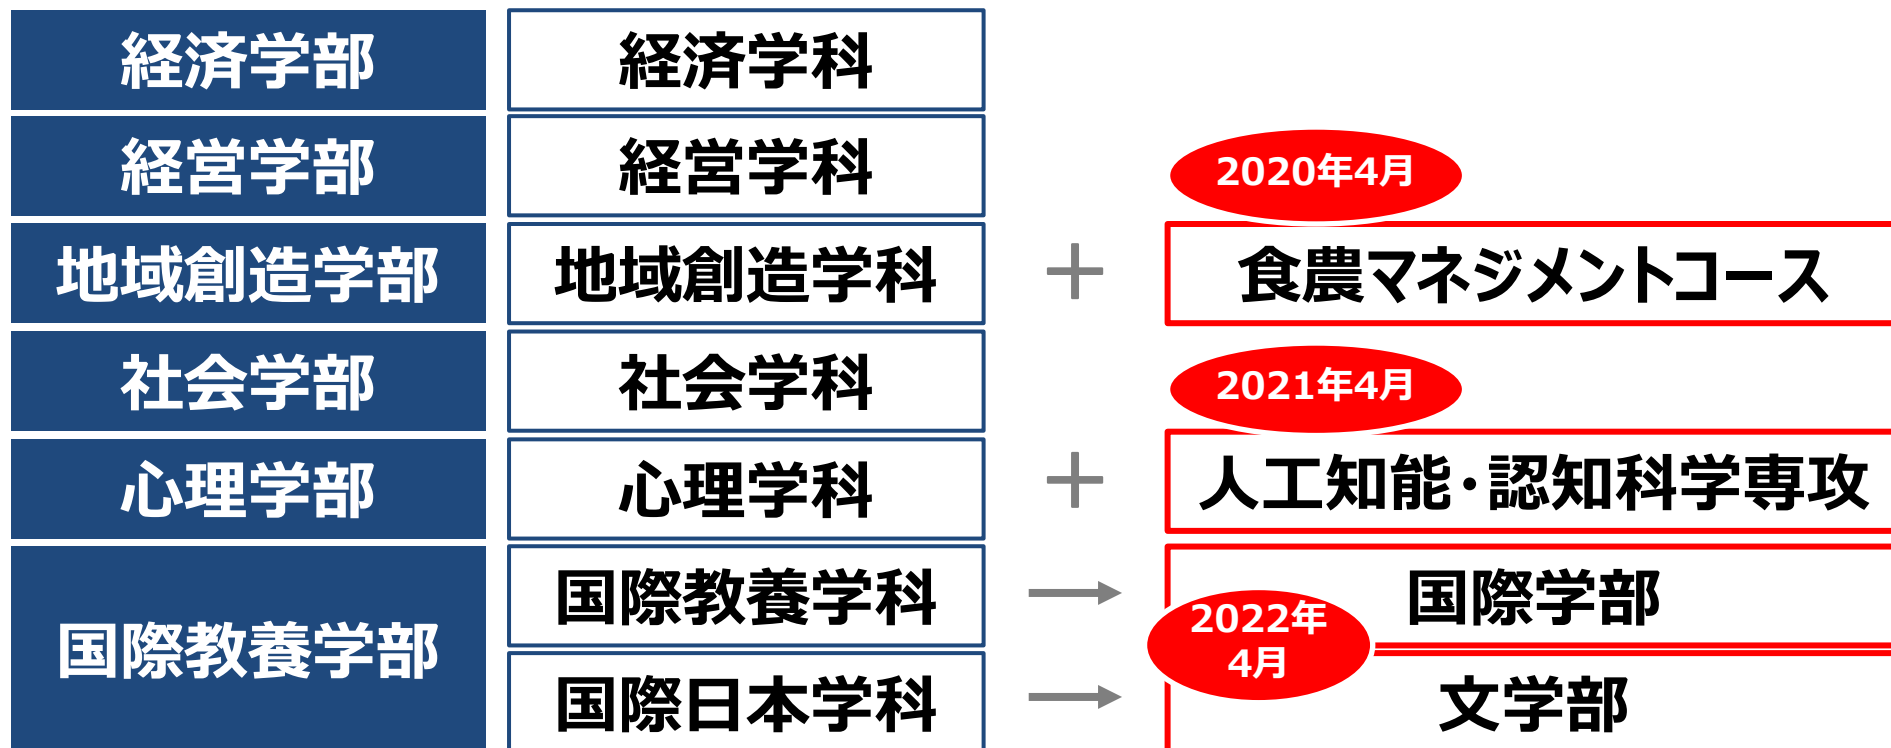 経済学部
経済学科
経営学部
経営学科
2020年4月
地域創造学部
地域創造学科
+
食農マネジメントコース
社会学部
社会学科
2021年4月
心理学部
心理学科
+
人工知能・認知科学専攻
国際教養学部
国際教養学科
→
国際学部
2022年
4月
国際日本学科
→
文学部